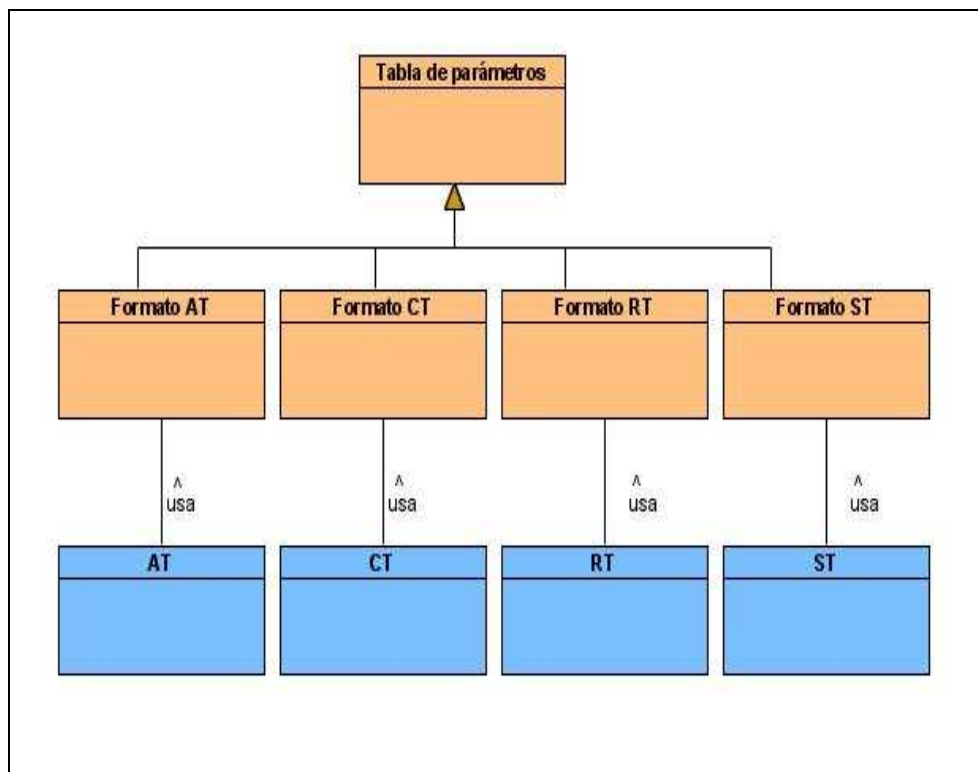 Tabla de parámetros
Formato AT
Formato CT
Formato RT
Formato ST
^
usa
^
usa
^
usa
^
usa
AT
CT
RT
ST